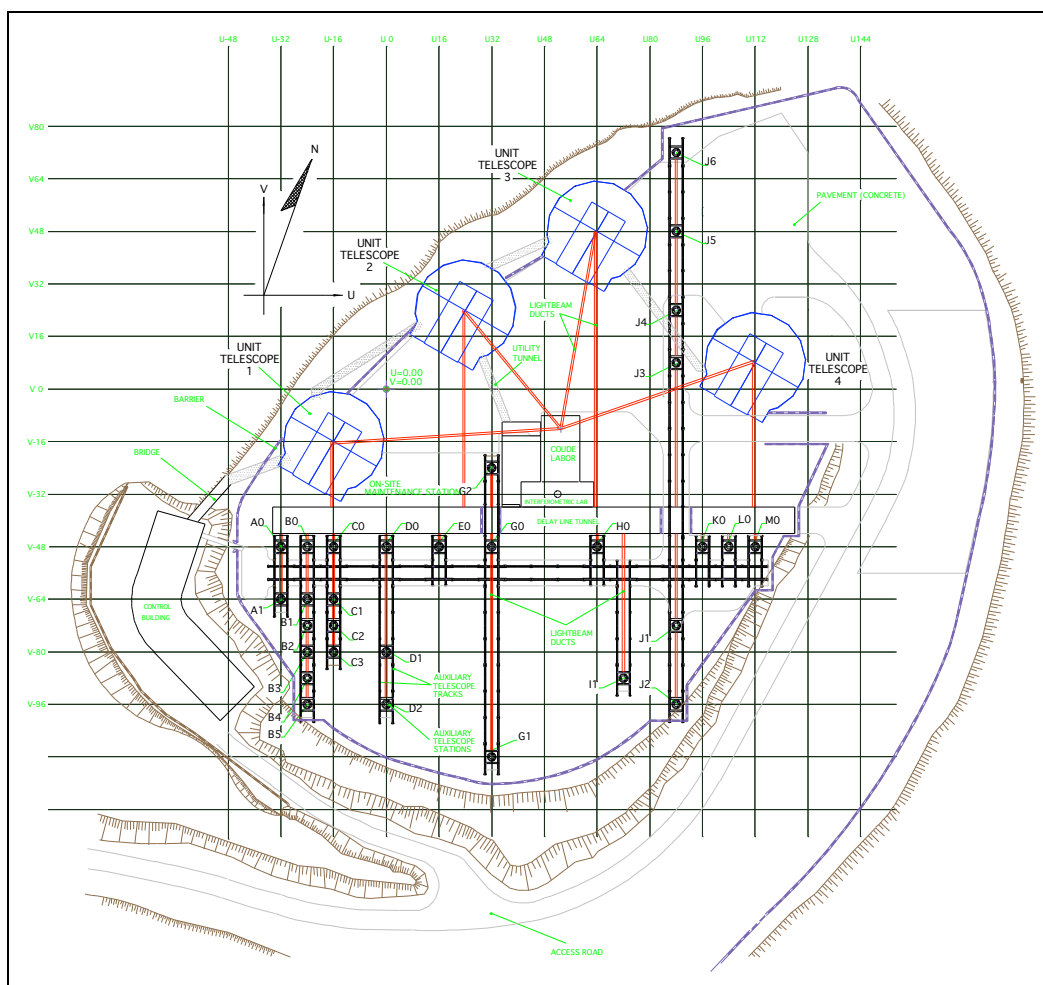 U-48 U-32 U-16 U 0 U16 U32 U48 U64 U80 U96 U112 U128 U144
V80
V64
V48
V32
V16
V 0
V-16
V-32
V-48
V-64
V-80
V-96
N
V
U
UNIT
TELESCOPE
3
UNIT
TELESCOPE
2
UNIT
TELESCOPE
1
UNIT
TELESCOPE
4
J6
J5
J4
J3
PAVEMENT (CONCRETE)
LIGHTBEAM
DUCTS
UTILITY
TUNNEL
U=0.00
V=0.00
BARRIER
BRIDGE
COUDE
LABOR
ON-SITE
MAINTENANCE STATION
G2
INTERFEROMETRIC LAB
DELAY LINE TUNNEL
A0 B0 C0 D0 E0 G0 H0 K0 L0 M0
A1
B1
B2
B3
B4
B5
C1
C2
C3
D1
D2
CONTROL
BUILDING
LIGHTBEAM
DUCTS
AUXILIARY
TELESCOPE
TRACKS
AUXILIARY
TELESCOPE
STATIONS
G1
I1
J1
J2
ACCESS ROAD